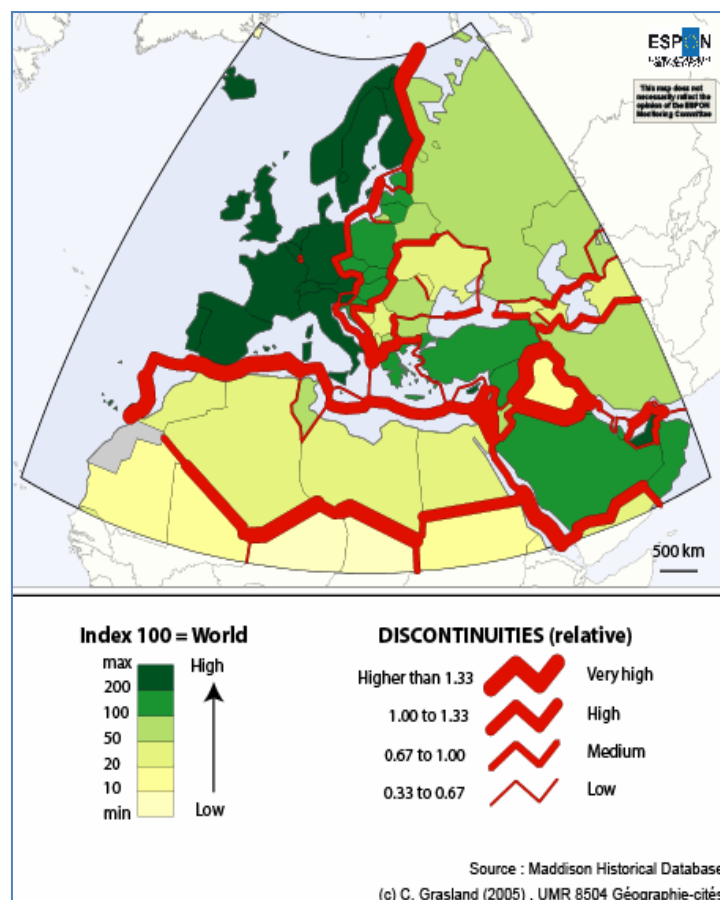 ESPON
This map does not
necessarily reflect the
opinion of the ESPON
Monitoring Committee
500 km
Index 100 = World
max
200
100
50
20
10
min
High
Low
DISCONTINUITIES (relative)
Higher than 1.33 Very high
1.00 to 1.33 High
0.67 to 1.00 Medium
0.33 to 0.67 Low
Source : Maddison Historical Database
(c) C. Grasland (2005) , UMR 8504 Géographie-cités